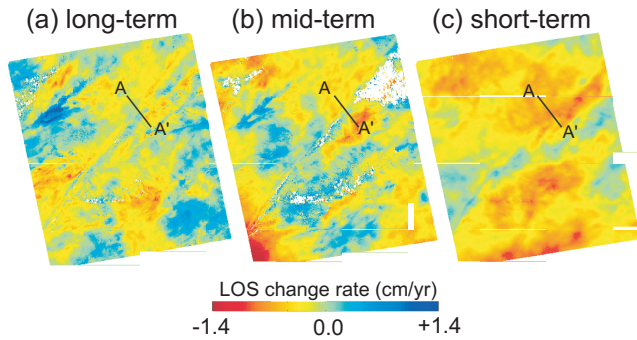 (a) long-term (b) mid-term (c) short-term
A A A
A' A' A'
LOS change rate (cm/yr)
-1.4 0.0 +1.4